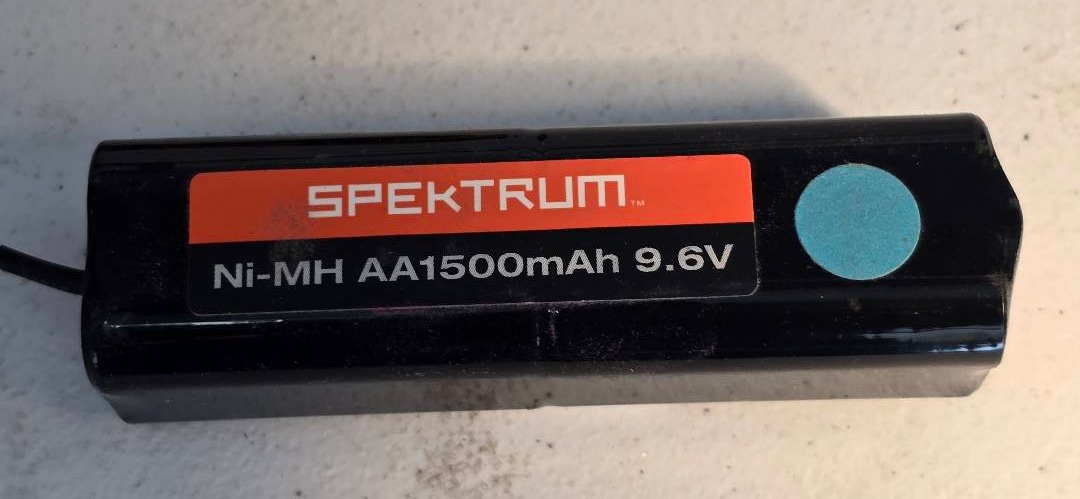 SPEKTRUM™
Ni-MH AA1500mAh 9.6V